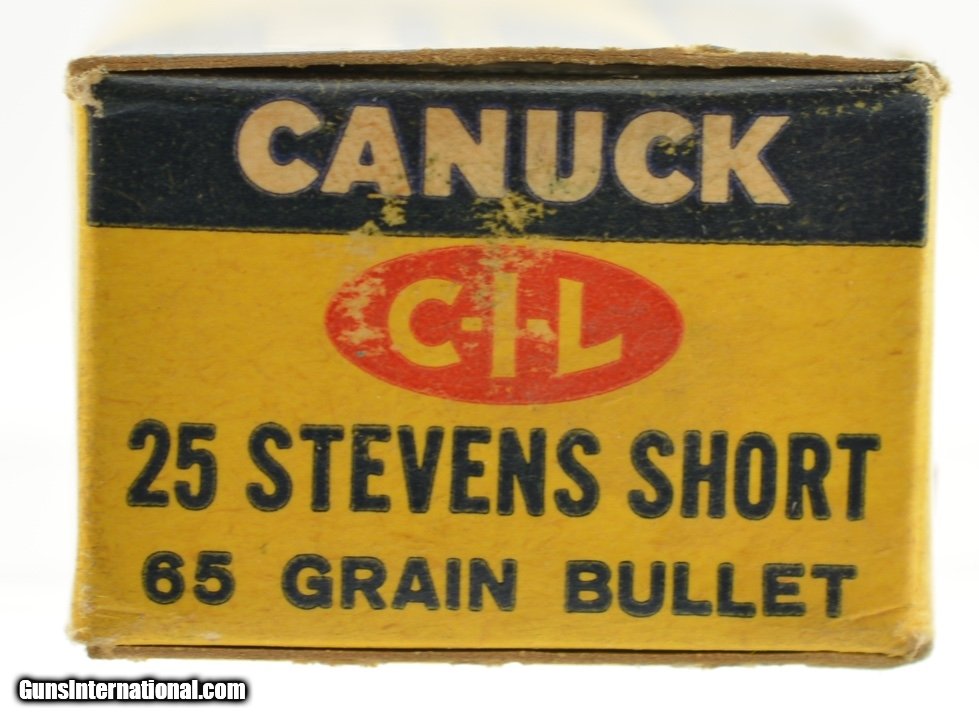 CANUCK
C-I-L
25 STEVENS SHORT
65 GRAIN BULLET
GunsInternational.com